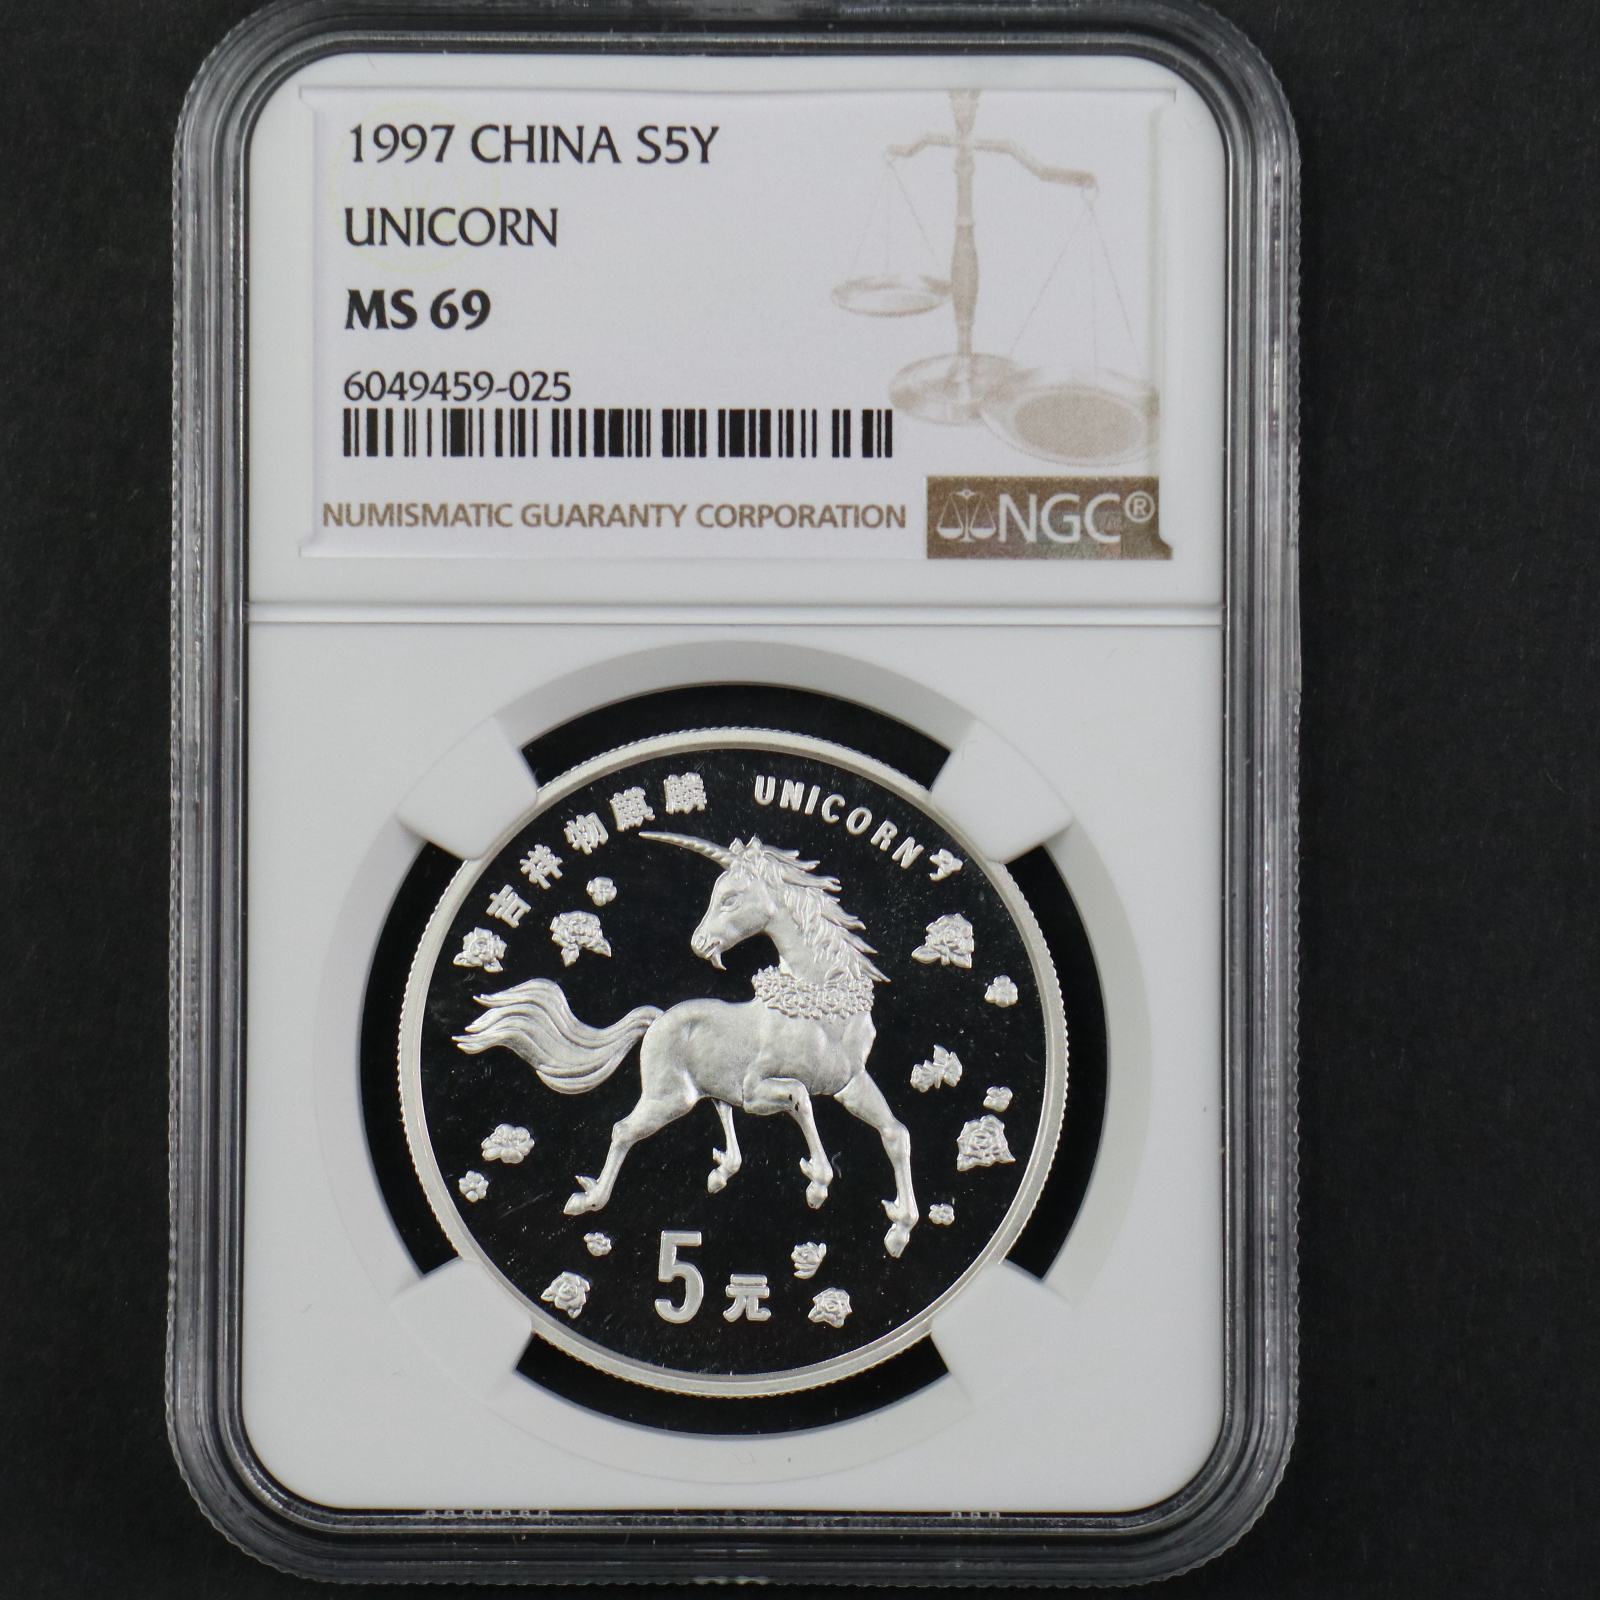 1997 CHINA S5Y
UNICORN
MS 69
6049459-025
NUMISMATIC GUARANTY CORPORATION
NGC®
吉祥物麒麟 UNICORN
5元